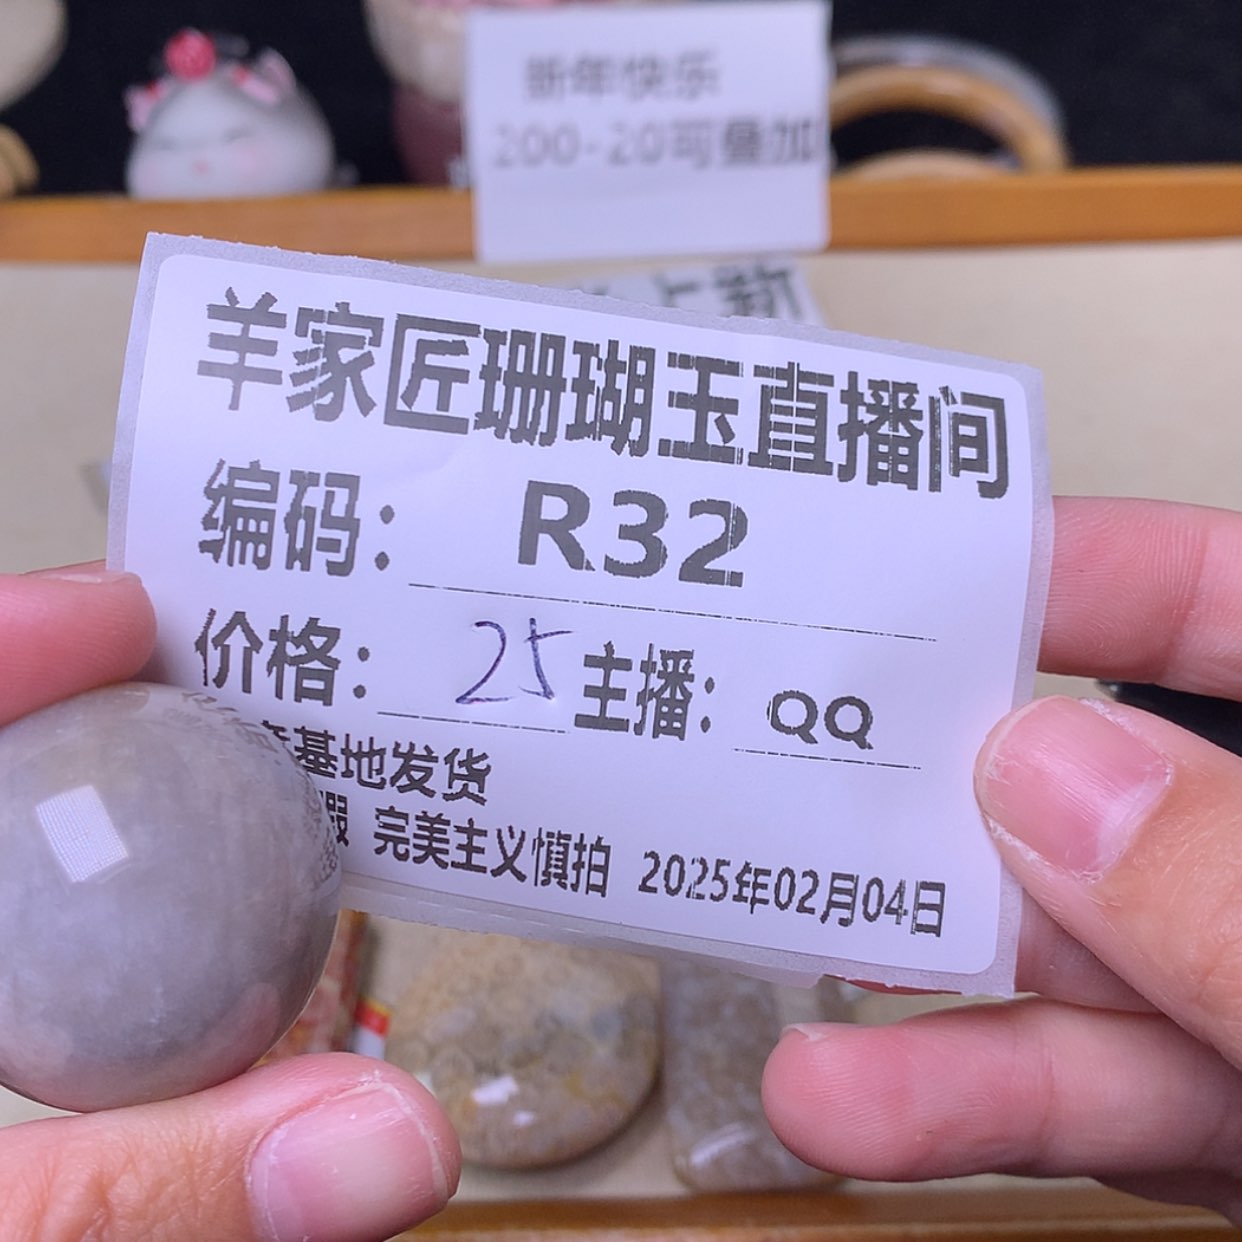 新年快乐
200-20可叠加
上新
羊家匠珊瑚玉直播间
编码： R32
价格： 25 主播： QQ
基地发货
完美主义慎拍 2025年02月04日